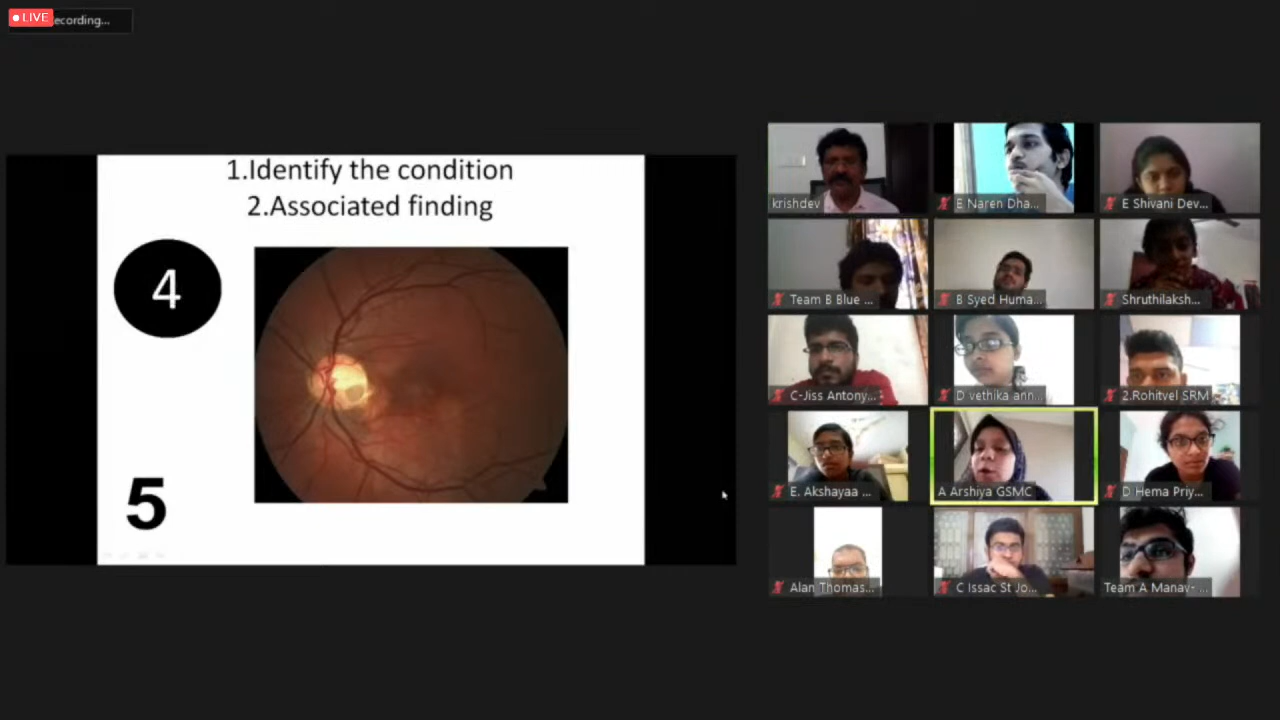 LIVE
ecording...
1.Identify the condition
2.Associated finding
4
5
krishdev
E Naren Dha...
E Shivani Dev...
Team B Blue ...
B Syed Huma...
Shruthilaksh...
C-Jiss Antony...
D vethika ann...
2.Rohitvel SRM
E. Akshayaa ...
A Arshiya GSMC
D Hema Priy...
Alan Thomas...
C Issac St Jo...
Team A Manav- ...